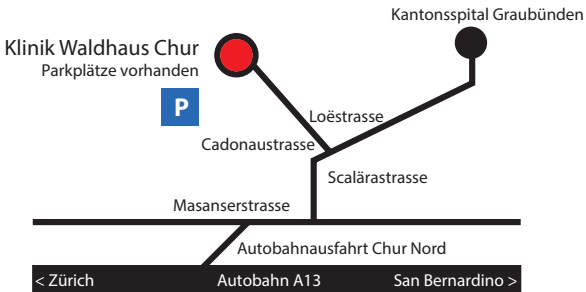 Kantonsspital Graubünden
Klinik Waldhaus Chur
Parkplätze vorhanden
P
Loëstrasse
Cadonaustrasse
Scalärastrasse
Masanserstrasse
Autobahnausfahrt Chur Nord
< Zürich Autobahn A13 San Bernardino >